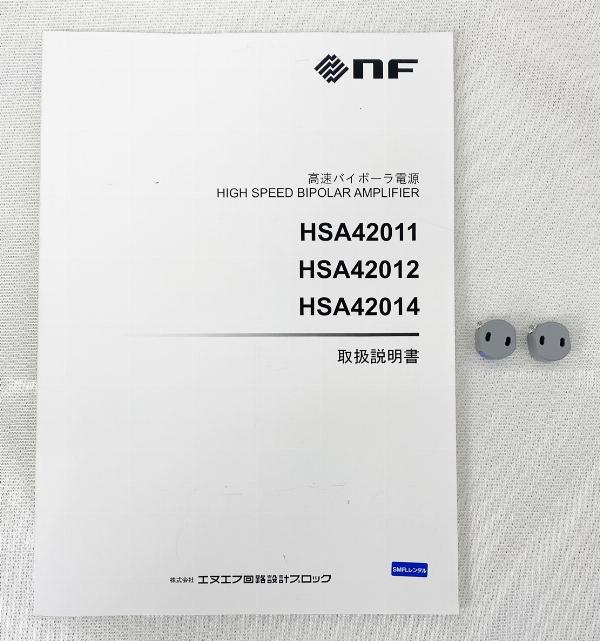 nF
高速バイポーラ電源
HIGH SPEED BIPOLAR AMPLIFIER
HSA42011
HSA42012
HSA42014
取扱説明書
SMFLレンタル
株式会社 エヌエフ回路設計ブロック